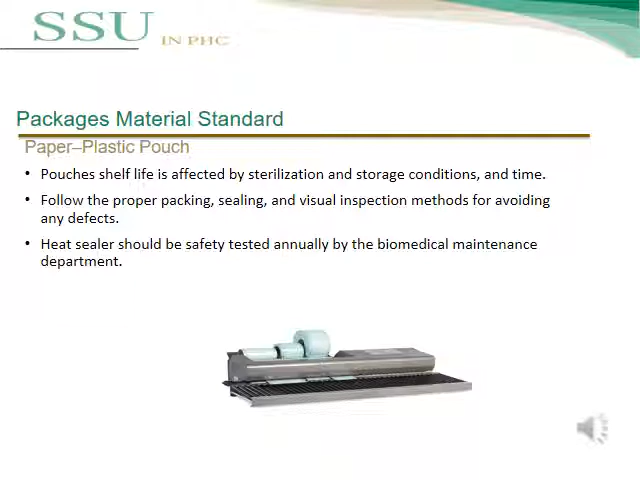 SSU IN PHC
Packages Material Standard
Paper–Plastic Pouch
• Pouches shelf life is affected by sterilization and storage conditions, and time.
• Follow the proper packing, sealing, and visual inspection methods for avoiding
any defects.
• Heat sealer should be safety tested annually by the biomedical maintenance
department.